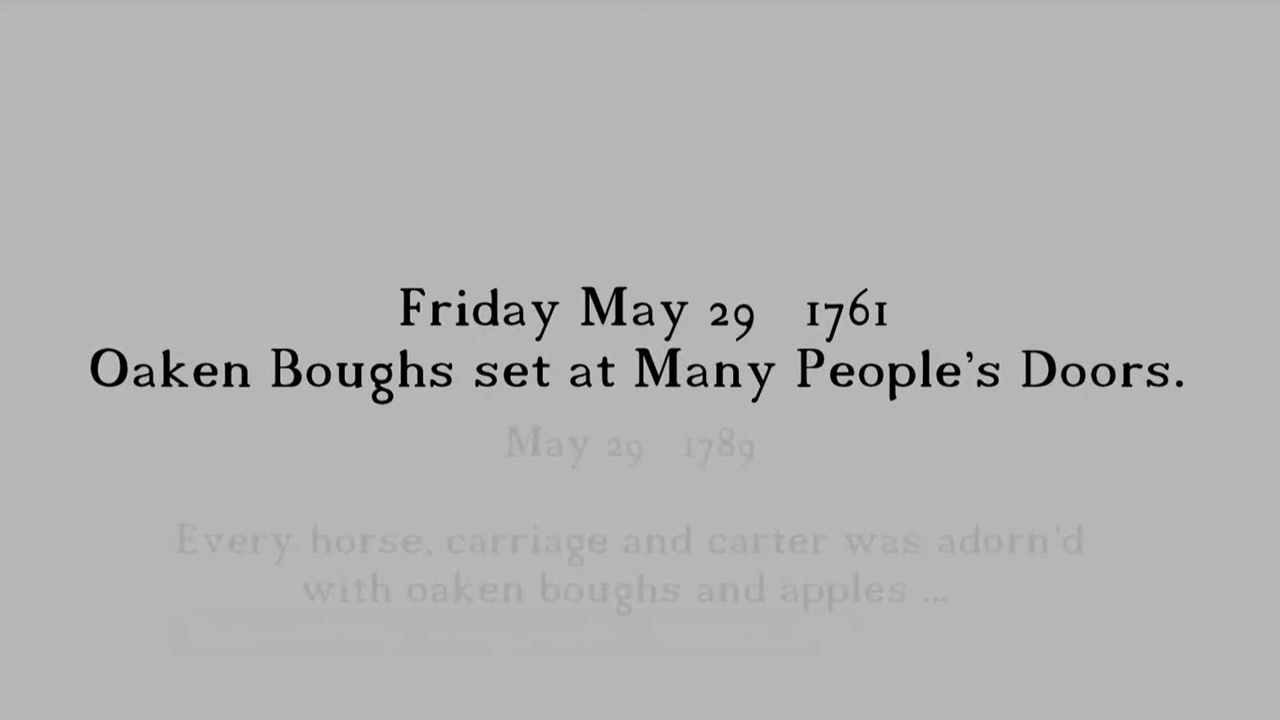 Friday May 29 1761
Oaken Boughs set at Many People's Doors.
May 29 1789
Every horse, carriage and carter was adorn'd
with oaken boughs and apples ...